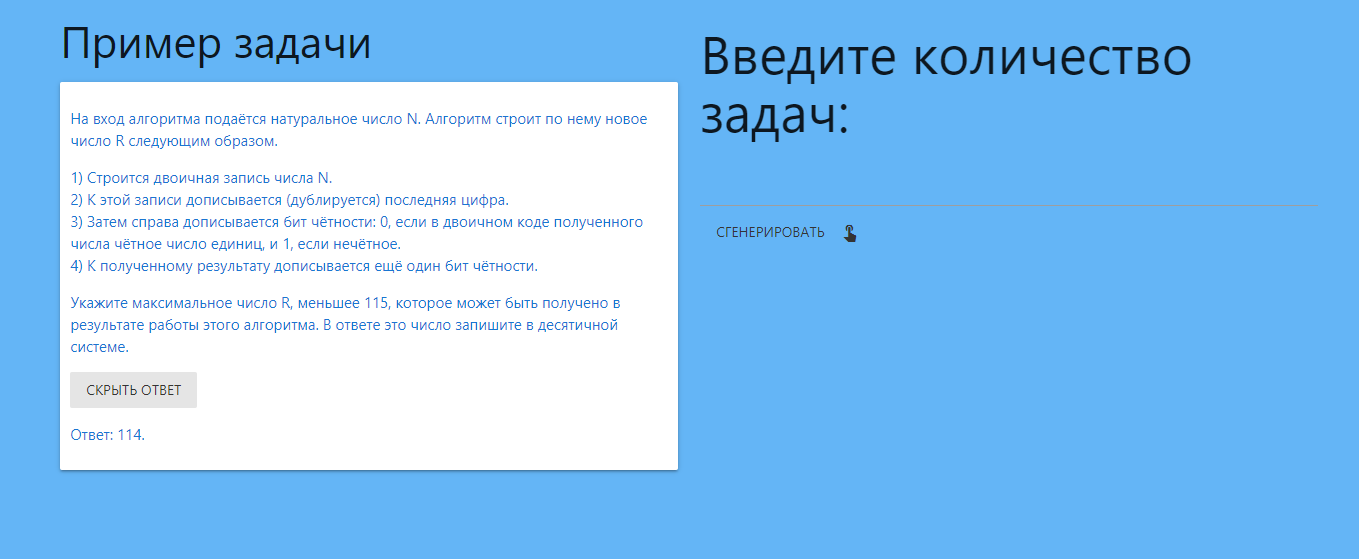 Пример задачи
На вход алгоритма подаётся натуральное число N. Алгоритм строит по нему новое
число R следующим образом.
1) Строится двоичная запись числа N.
2) К этой записи дописывается (дублируется) последняя цифра.
3) Затем справа дописывается бит чётности: 0, если в двоичном коде полученного
числа чётное число единиц, и 1, если нечётное.
4) К полученному результату дописывается ещё один бит чётности.
Укажите максимальное число R, меньшее 115, которое может быть получено в
результате работы этого алгоритма. В ответе это число запишите в десятичной
системе.
СКРЫТЬ ОТВЕТ
Ответ: 114.
Введите количество
задач:
СГЕНЕРИРОВАТЬ